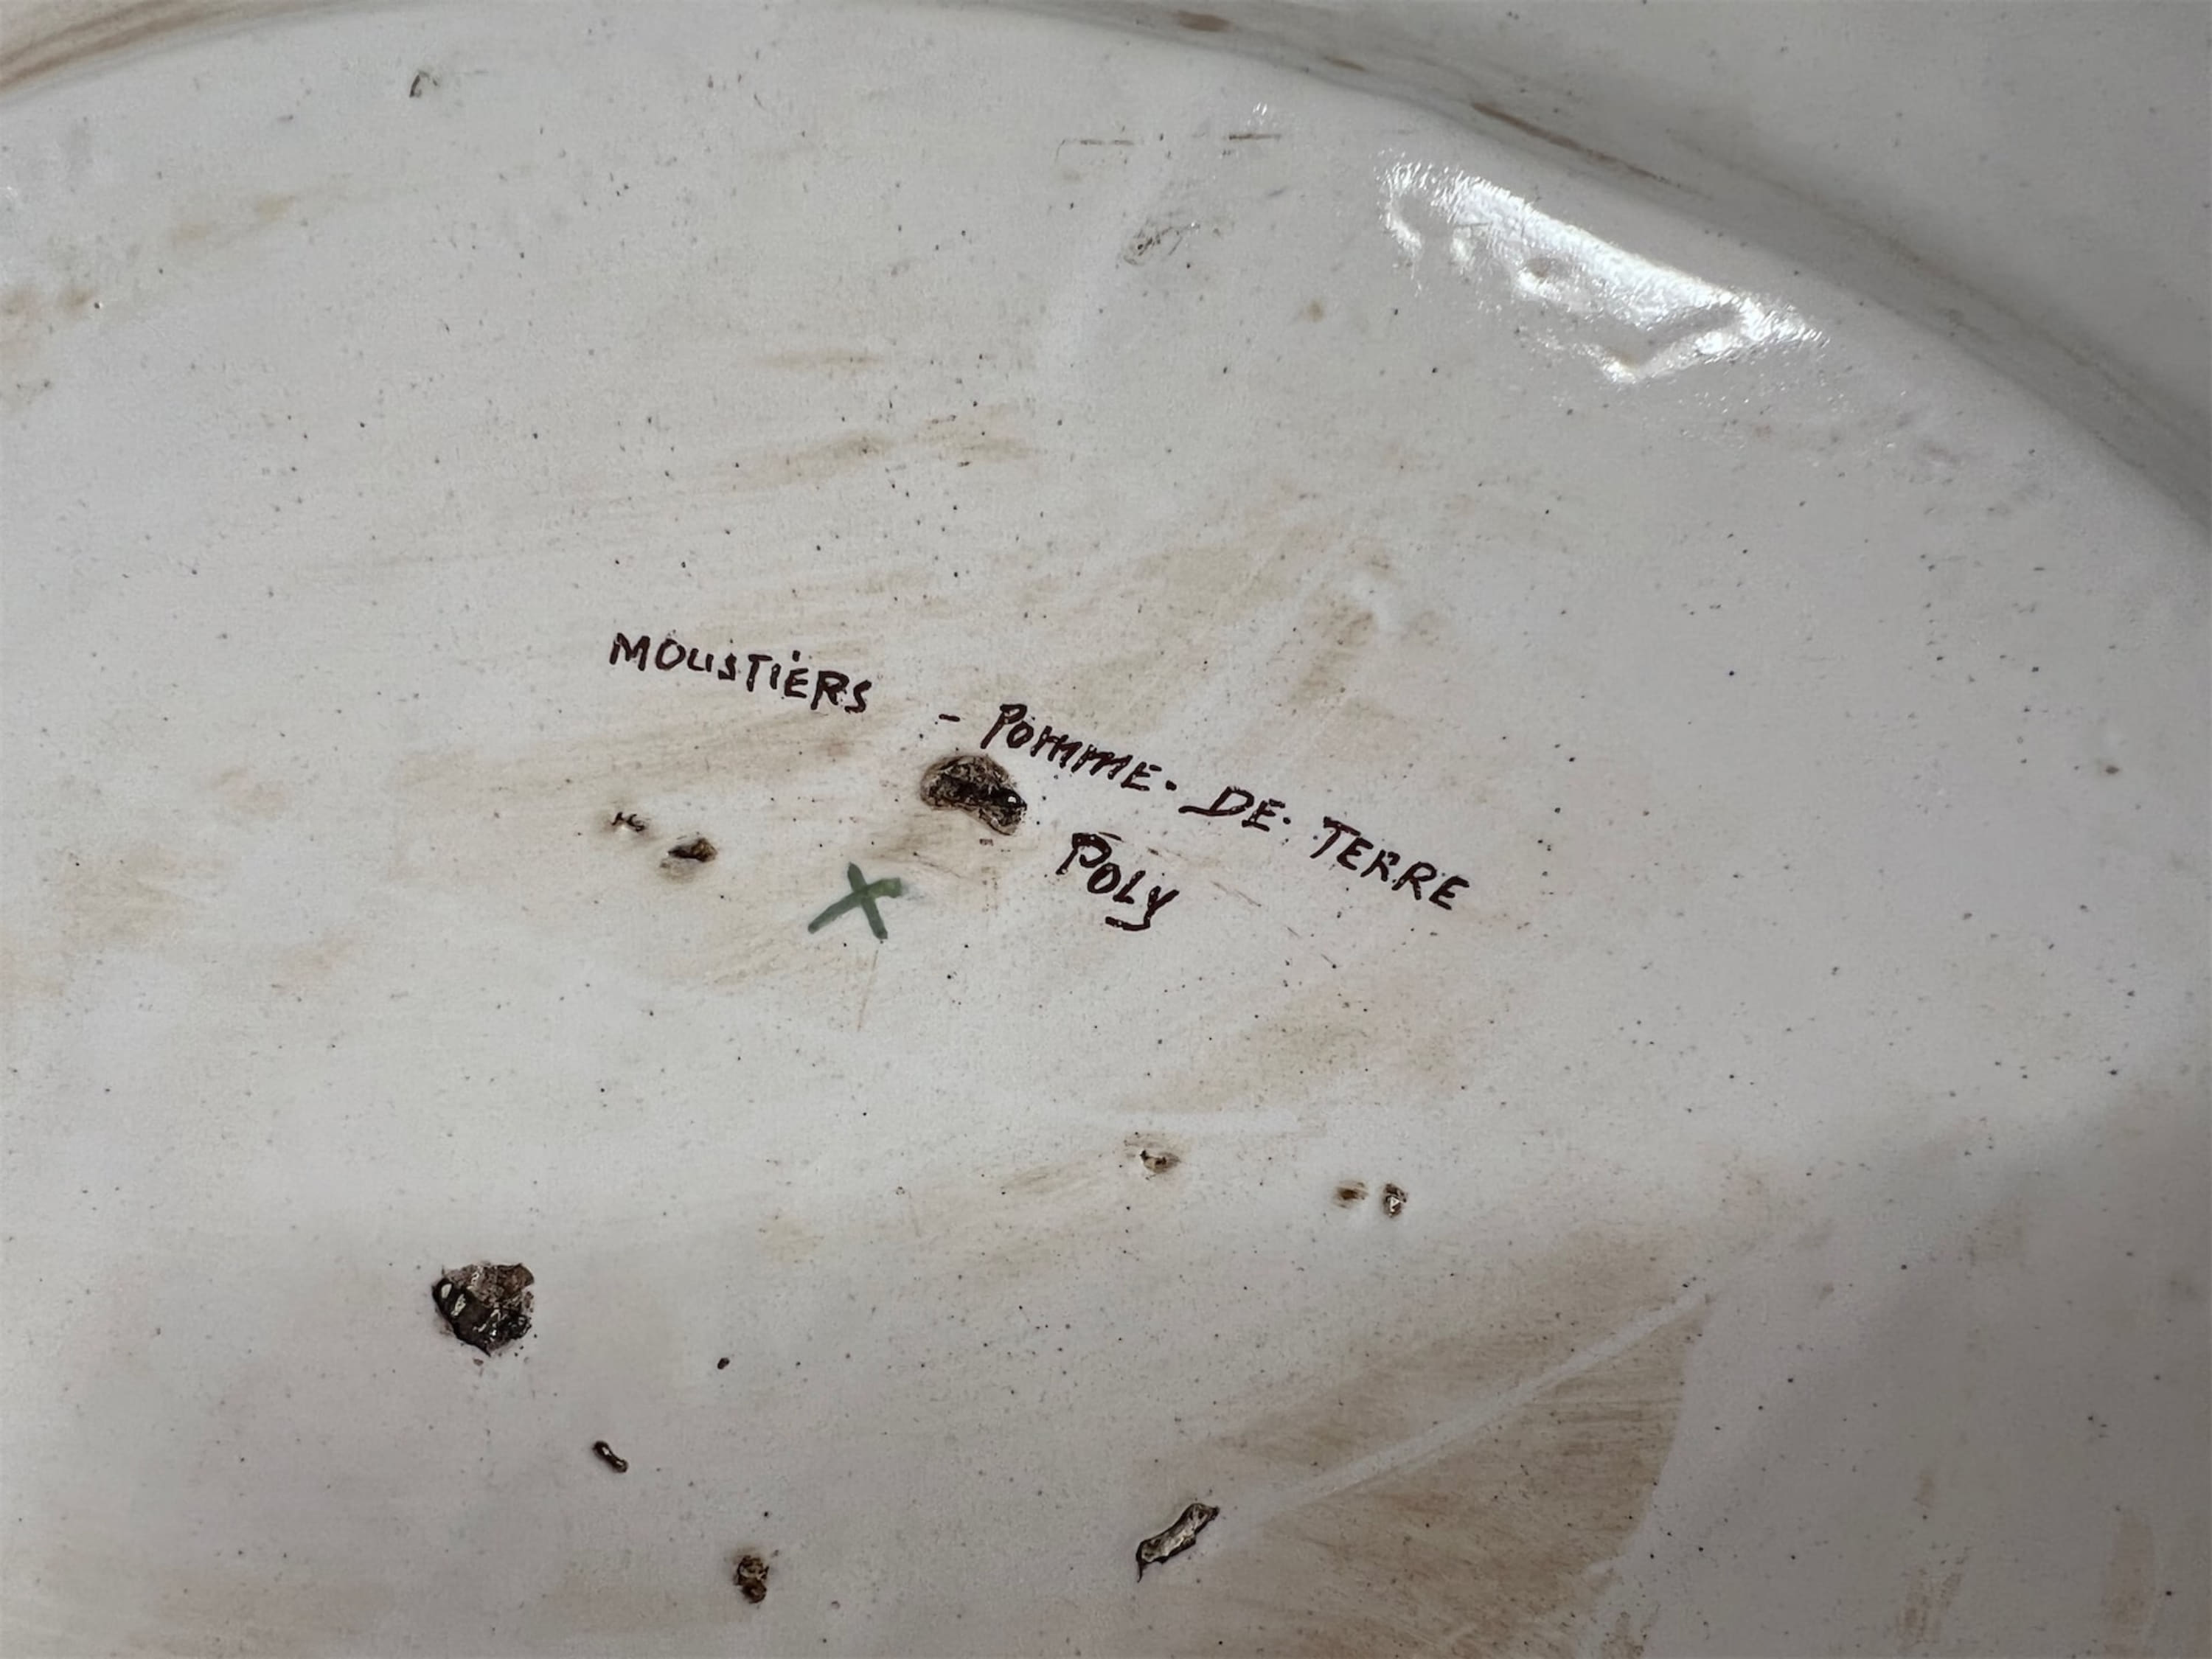 MOUSTIERS - POMME. DE. TERRE
POLY
X